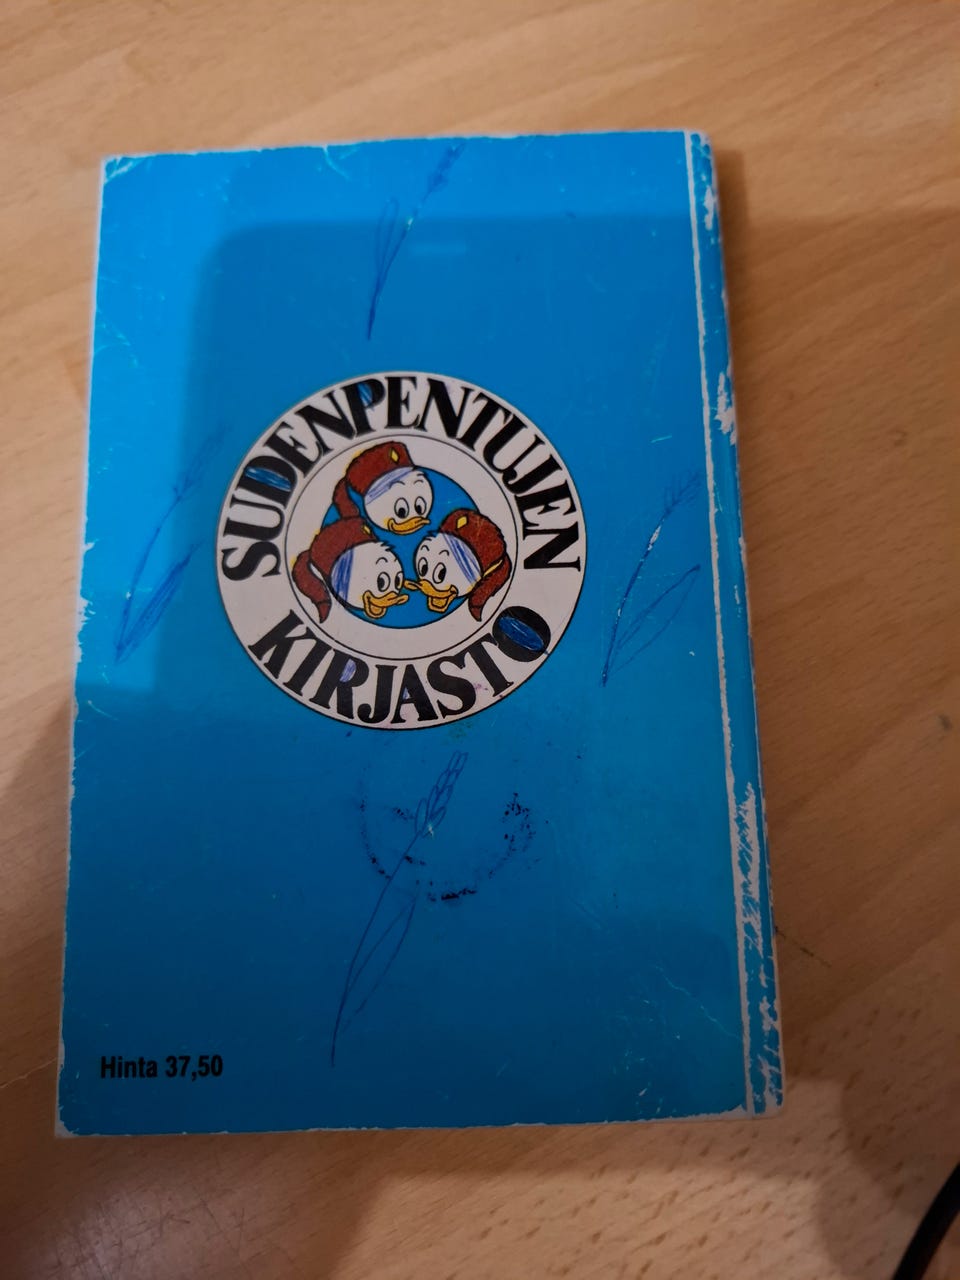 SUDENPENTUJEN
KIRJASTO
Hinta 37,50